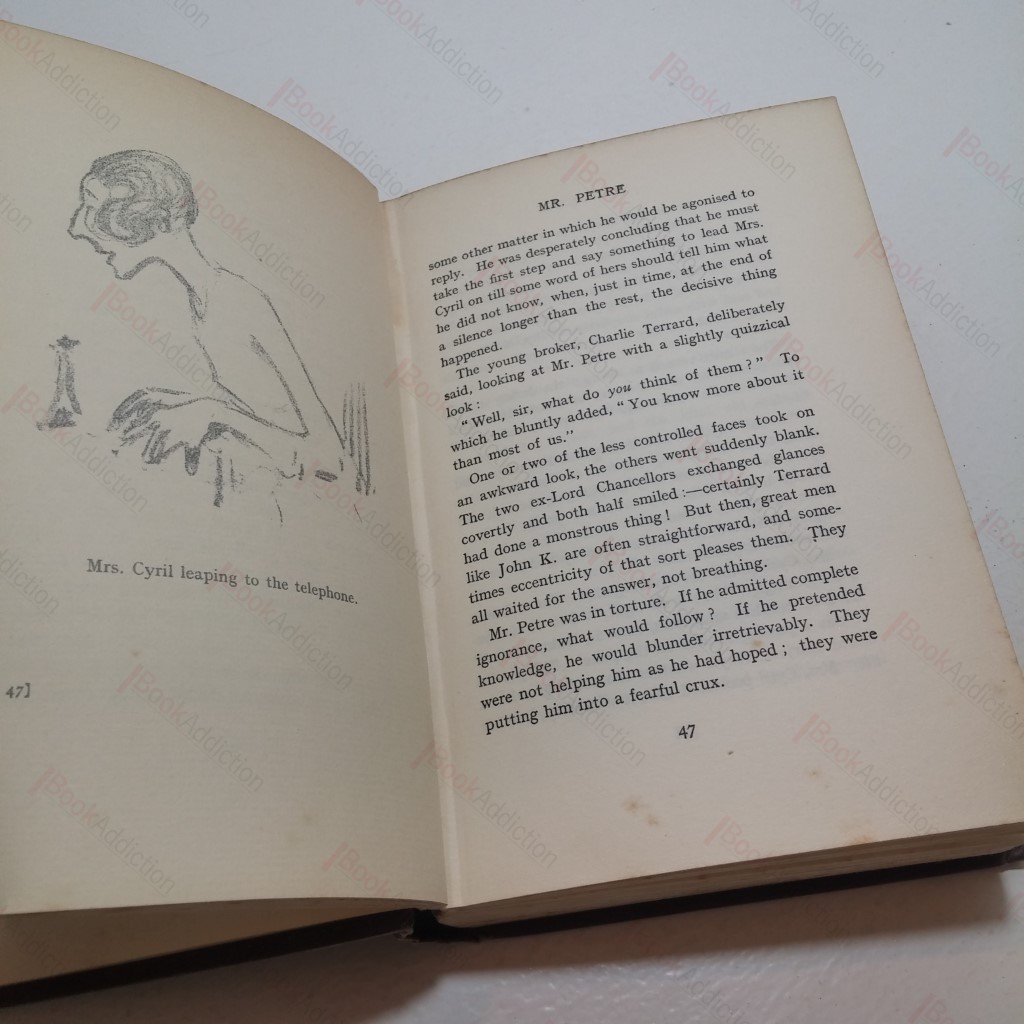 Mrs. Cyril leaping to the telephone.
47]
MR. PETRE
some other matter in which he would be agonised to
reply. He was desperately concluding that he must
take the first step and say something to lead Mrs.
Cyril on till some word of hers should tell him what
he did not know, when, just in time, at the end of
a silence longer than the rest, the decisive thing
happened.
The young broker, Charlie Terrard, deliberately
said, looking at Mr. Petre with a slightly quizzical
look :
“ Well, sir, what do you think of them ? ” To
which he bluntly added, “ You know more about it
than most of us.”
One or two of the less controlled faces took on
an awkward look, the others went suddenly blank.
The two ex-Lord Chancellors exchanged glances
covertly and both half smiled :—certainly Terrard
had done a monstrous thing ! But then, great men
like John K. are often straightforward, and some-
times eccentricity of that sort pleases them. They
all waited for the answer, not breathing.
Mr. Petre was in torture. If he admitted complete
ignorance, what would follow ? If he pretended
knowledge, he would blunder irretrievably. They
were not helping him as he had hoped ; they were
putting him into a fearful crux.
47
BookAddiction